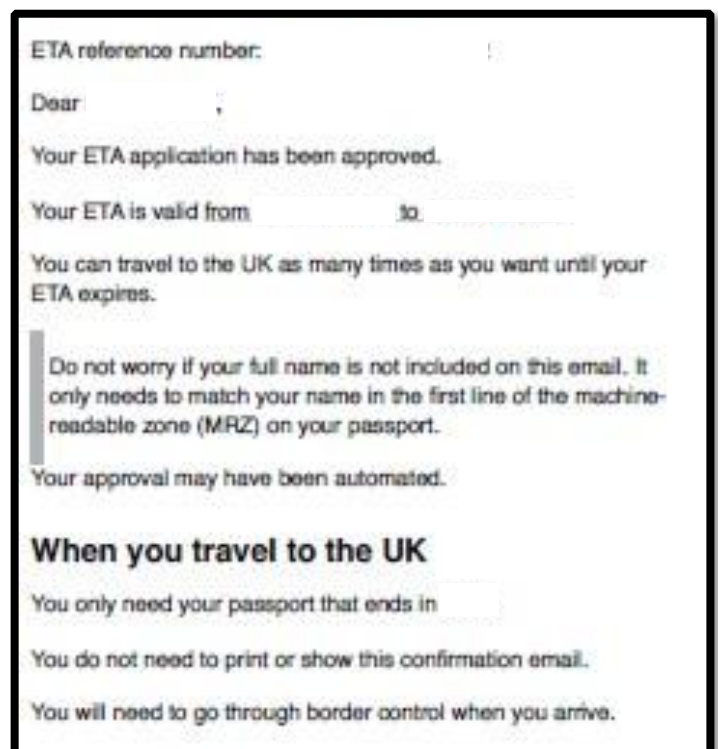 ETA reference number:
Dear ,
Your ETA application has been approved.
Your ETA is valid from to
You can travel to the UK as many times as you want until your
ETA expires.
Do not worry if your full name is not included on this email. It
only needs to match your name in the first line of the machine-
readable zone (MRZ) on your passport.
Your approval may have been automated.
When you travel to the UK
You only need your passport that ends in
You do not need to print or show this confirmation email.
You will need to go through border control when you arrive.